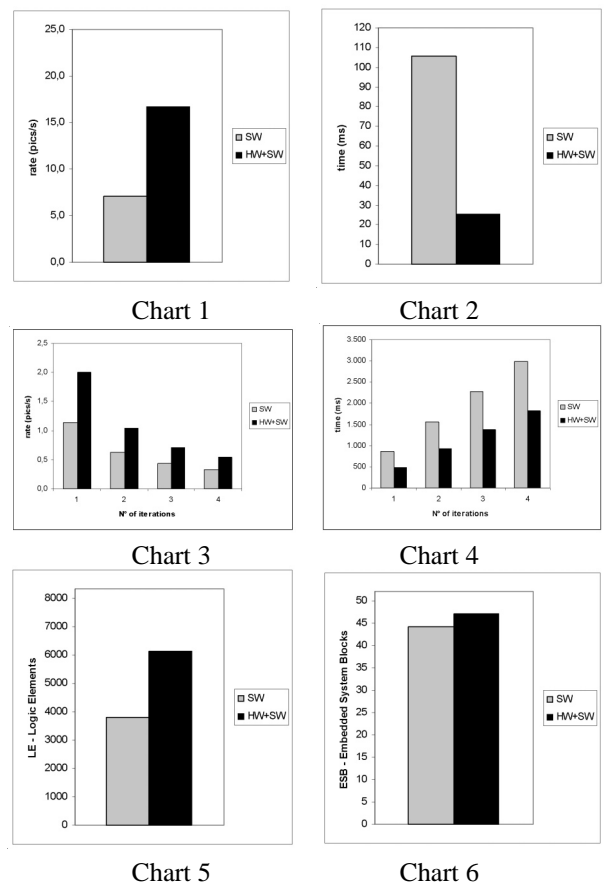 25,0
20,0
15,0
10,0
5,0
0,0
rate (pics/s)
SW
HW+SW
Chart 1
120
110
100
90
80
70
60
50
40
30
20
10
0
time (ms)
SW
HW+SW
Chart 2
2,5
2,0
1,5
1,0
0,5
0,0
rate (pics/s)
1 2 3 4
N° of iterations
SW
HW+SW
Chart 3
3.500
3.000
2.500
2.000
1.500
1.000
500
0
time (ms)
1 2 3 4
N° of iterations
SW
HW+SW
Chart 4
8000
7000
6000
5000
4000
3000
2000
1000
0
LE - Logic Elements
SW
HW+SW
Chart 5
50
45
40
35
30
25
20
15
10
5
0
ESB - Embedded System Blocks
SW
HW+SW
Chart 6